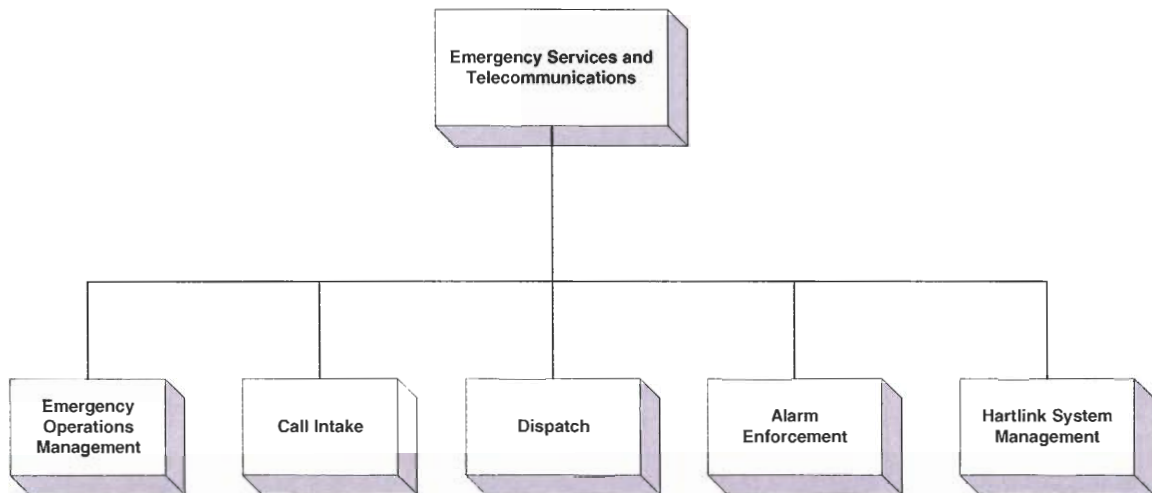 Emergency Services and
Telecommunications
Emergency
Operations
Management
Call Intake
Dispatch
Alarm
Enforcement
Hartlink System
Management